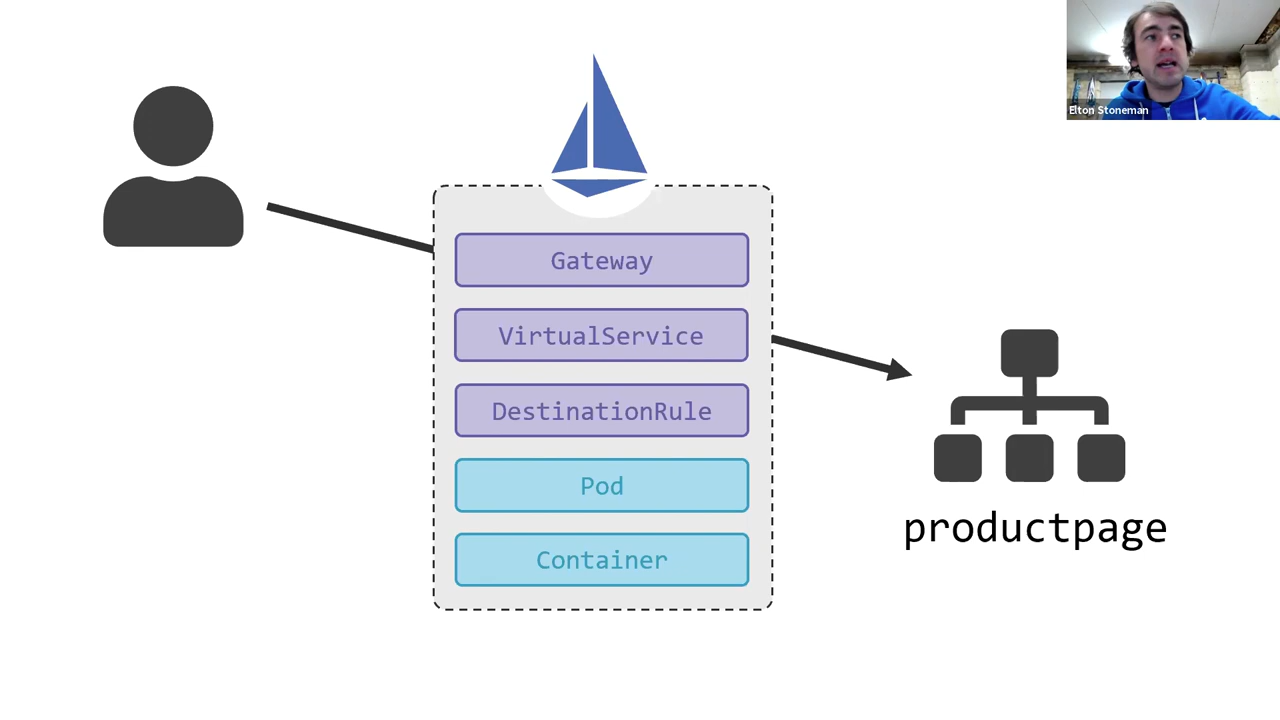 Elton Stoneman
Gateway
VirtualService
DestinationRule
Pod
Container
productpage